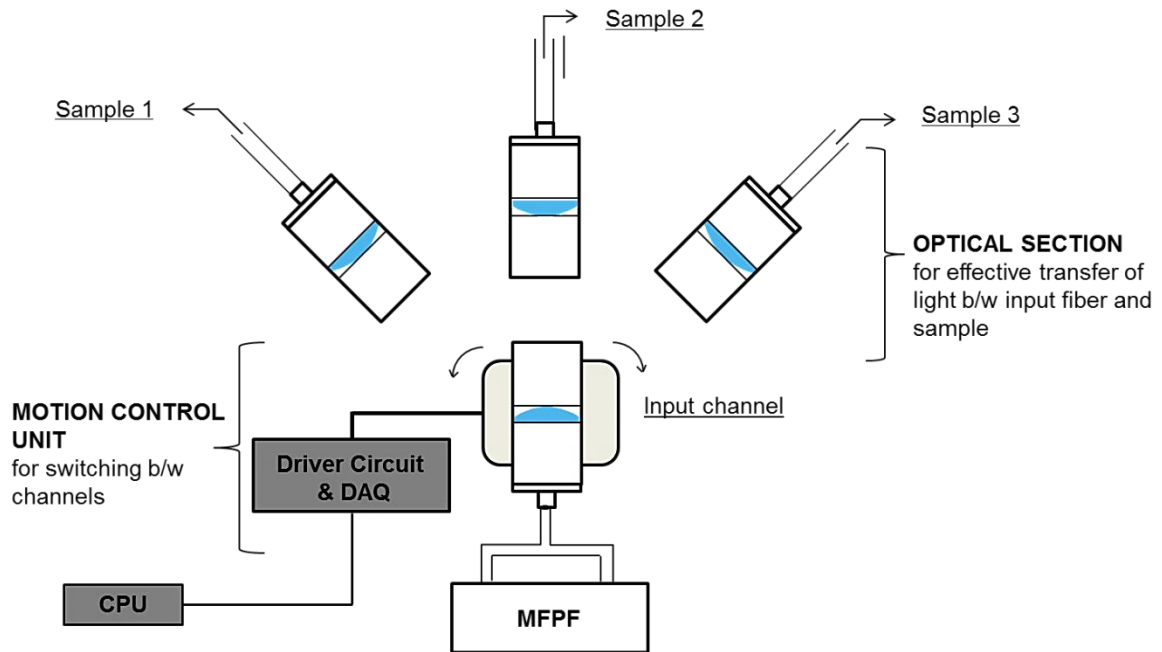 Sample 2
Sample 1
Sample 3
OPTICAL SECTION
for effective transfer of
light b/w input fiber and
sample
Input channel
MOTION CONTROL
UNIT
for switching b/w
channels
Driver Circuit
& DAQ
CPU
MFPF